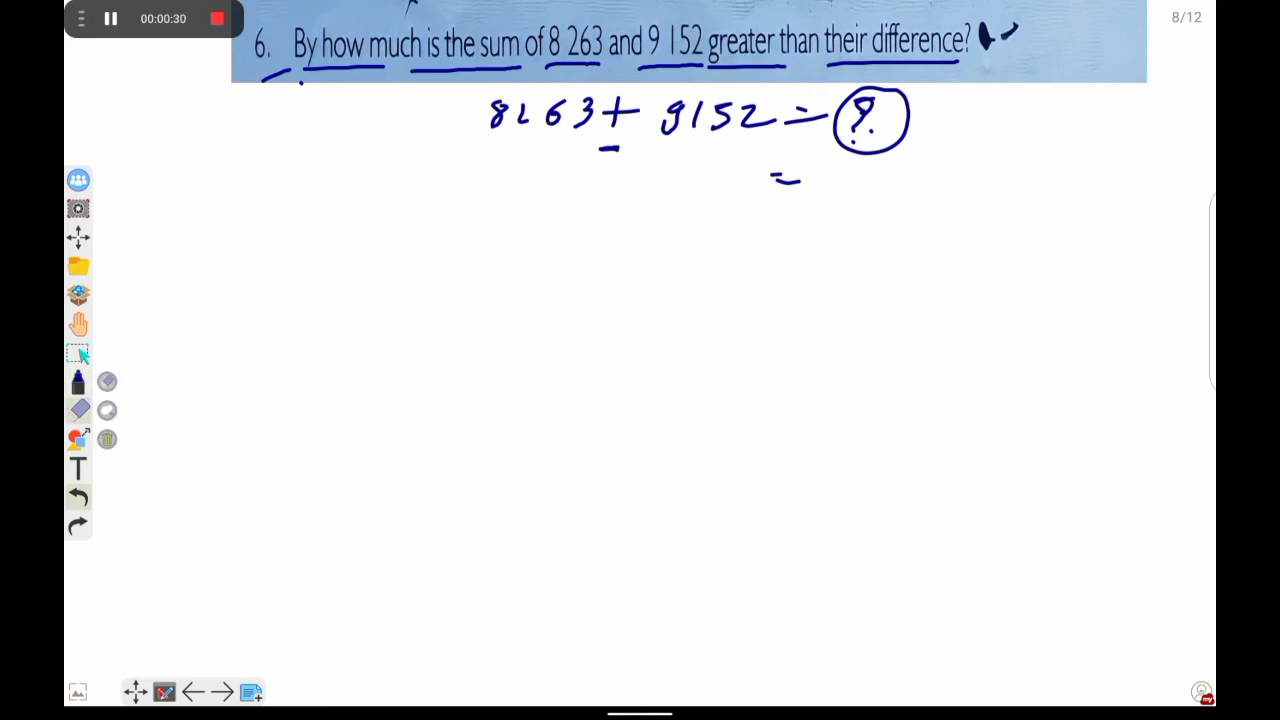 00:00:30
8/12
6. By how much is the sum of 8 263 and 9 152 greater than their difference?
8263 + 9152 = ?
=
T
my